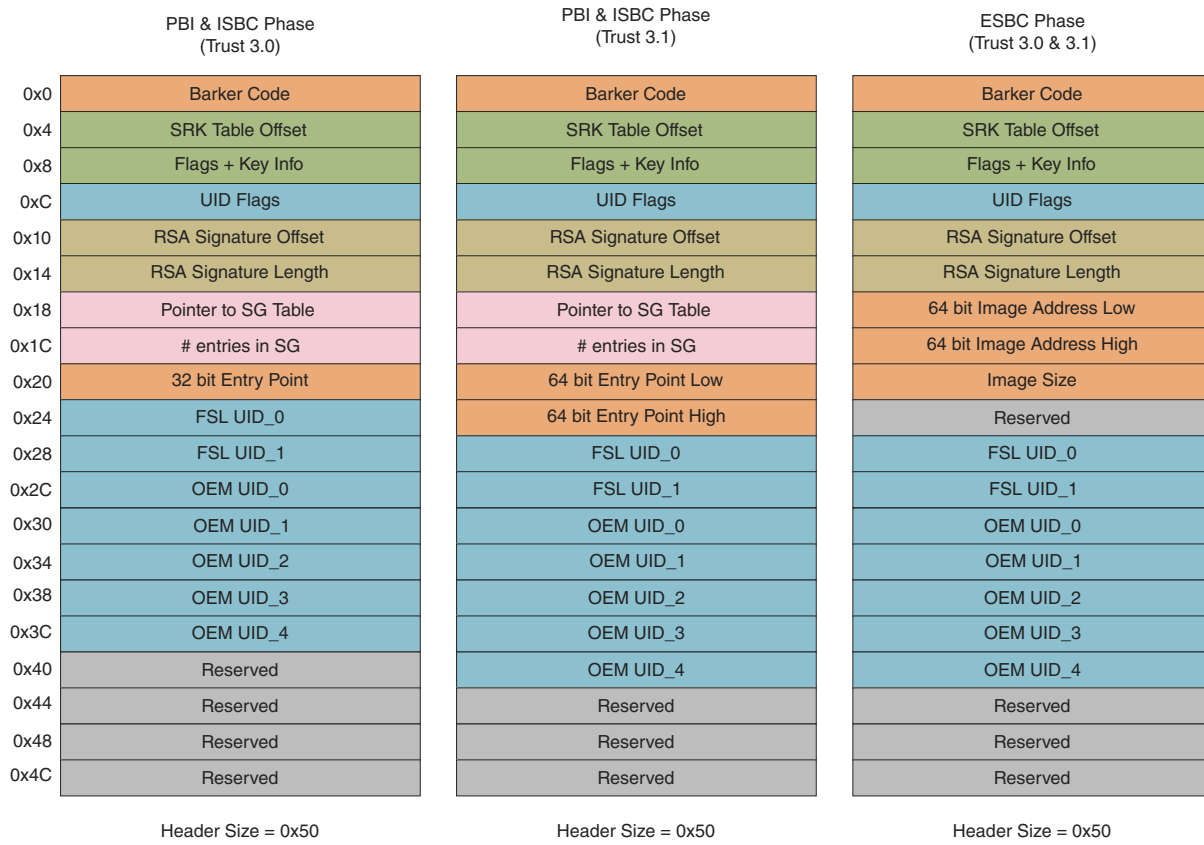 PBI & ISBC Phase
(Trust 3.0)
PBI & ISBC Phase
(Trust 3.1)
ESBC Phase
(Trust 3.0 & 3.1)
0x0 Barker Code Barker Code Barker Code
0x4 SRK Table Offset SRK Table Offset SRK Table Offset
0x8 Flags + Key Info Flags + Key Info Flags + Key Info
0xC UID Flags UID Flags UID Flags
0x10 RSA Signature Offset RSA Signature Offset RSA Signature Offset
0x14 RSA Signature Length RSA Signature Length RSA Signature Length
0x18 Pointer to SG Table Pointer to SG Table 64 bit Image Address Low
0x1C # entries in SG # entries in SG 64 bit Image Address High
0x20 32 bit Entry Point 64 bit Entry Point Low Image Size
0x24 FSL UID_0 64 bit Entry Point High Reserved
0x28 FSL UID_1 FSL UID_0 FSL UID_0
0x2C OEM UID_0 FSL UID_1 FSL UID_1
0x30 OEM UID_1 OEM UID_0 OEM UID_0
0x34 OEM UID_2 OEM UID_1 OEM UID_1
0x38 OEM UID_3 OEM UID_2 OEM UID_2
0x3C OEM UID_4 OEM UID_3 OEM UID_3
0x40 Reserved OEM UID_4 OEM UID_4
0x44 Reserved Reserved Reserved
0x48 Reserved Reserved Reserved
0x4C Reserved Reserved Reserved
Header Size = 0x50 Header Size = 0x50 Header Size = 0x50